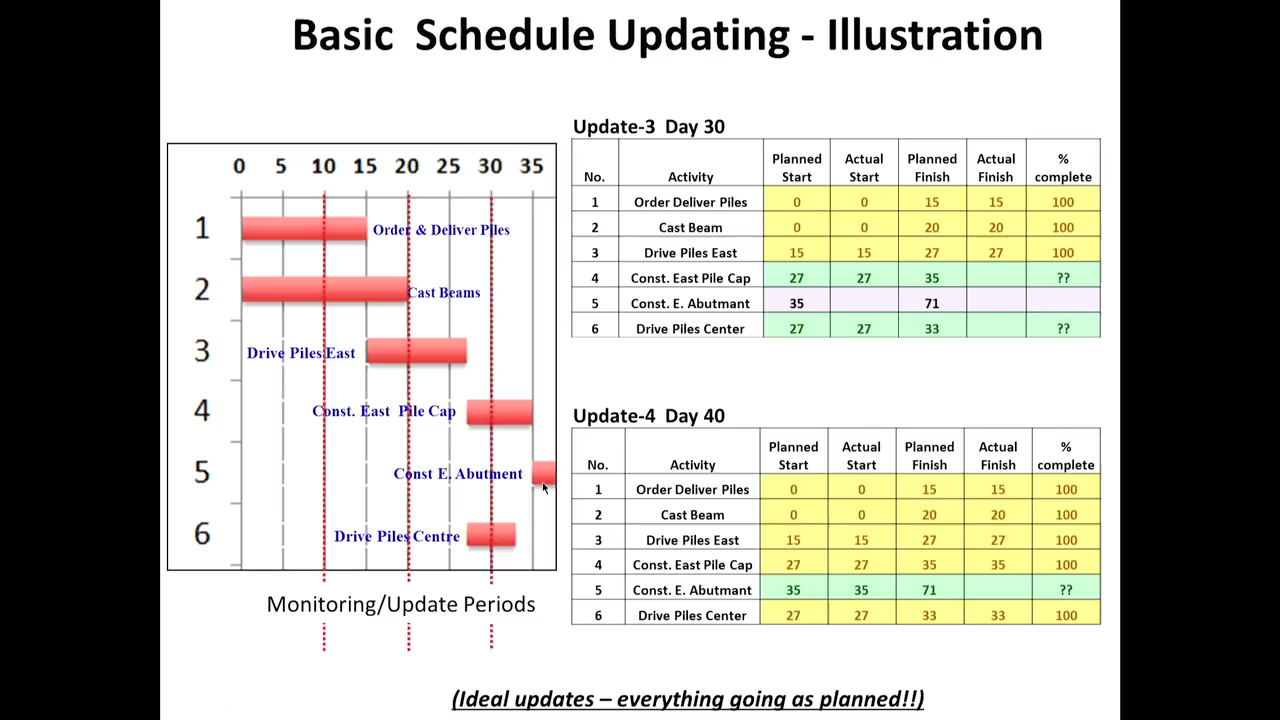 Basic Schedule Updating - Illustration
0 5 10 15 20 25 30 35
1 Order & Deliver Piles
2 Cast Beams
3 Drive Piles East
4 Const. East Pile Cap
5 Const E. Abutment
6 Drive Piles Centre
Monitoring/Update Periods
Update-3 Day 30
No. Activity Planned Start Actual Start Planned Finish Actual Finish % complete
1 Order Deliver Piles 0 0 15 15 100
2 Cast Beam 0 0 20 20 100
3 Drive Piles East 15 15 27 27 100
4 Const. East Pile Cap 27 27 35 ??
5 Const. E. Abutmant 35 71
6 Drive Piles Center 27 27 33 ??
Update-4 Day 40
No. Activity Planned Start Actual Start Planned Finish Actual Finish % complete
1 Order Deliver Piles 0 0 15 15 100
2 Cast Beam 0 0 20 20 100
3 Drive Piles East 15 15 27 27 100
4 Const. East Pile Cap 27 27 35 35 100
5 Const. E. Abutmant 35 35 71 ??
6 Drive Piles Center 27 27 33 33 100
(Ideal updates – everything going as planned!!)